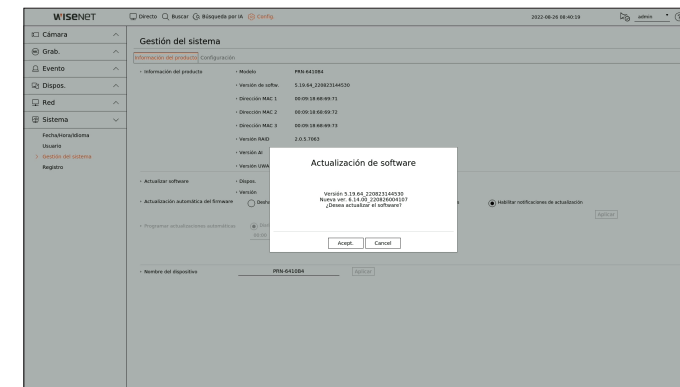 WISENET
Directo Buscar Búsqueda por IA Config.
2022-08-26 08:40:19
admin
Cámara
Grab.
Evento
Dispos.
Red
Sistema
Fecha/Hora/Idioma
Usuario
Gestión del sistema
Registro
Gestión del sistema
Información del producto Configuración
Información del producto
Modelo PRN-6410B4
Versión de softw. 5.19.64_220823144530
Dirección MAC 1 00:09:18:68:69:71
Dirección MAC 2 00:09:18:68:69:72
Dirección MAC 3 00:09:18:68:69:73
Versión RAID 2.0.5.7063
Versión AI
Versión UWA
Actualizar software
Dispos.
Versión
Actualización automática del firmware
Habilitar notificaciones de actualización
Aplicar
Programar actualizaciones automáticas
00:00
Nombre del dispositivo PRN-6410B4 Aplicar
Actualización de software
Versión 5.19.64_220823144530
Nueva ver. 6.14.00_220826004107
¿Desea actualizar el software?
Acept. Cancel